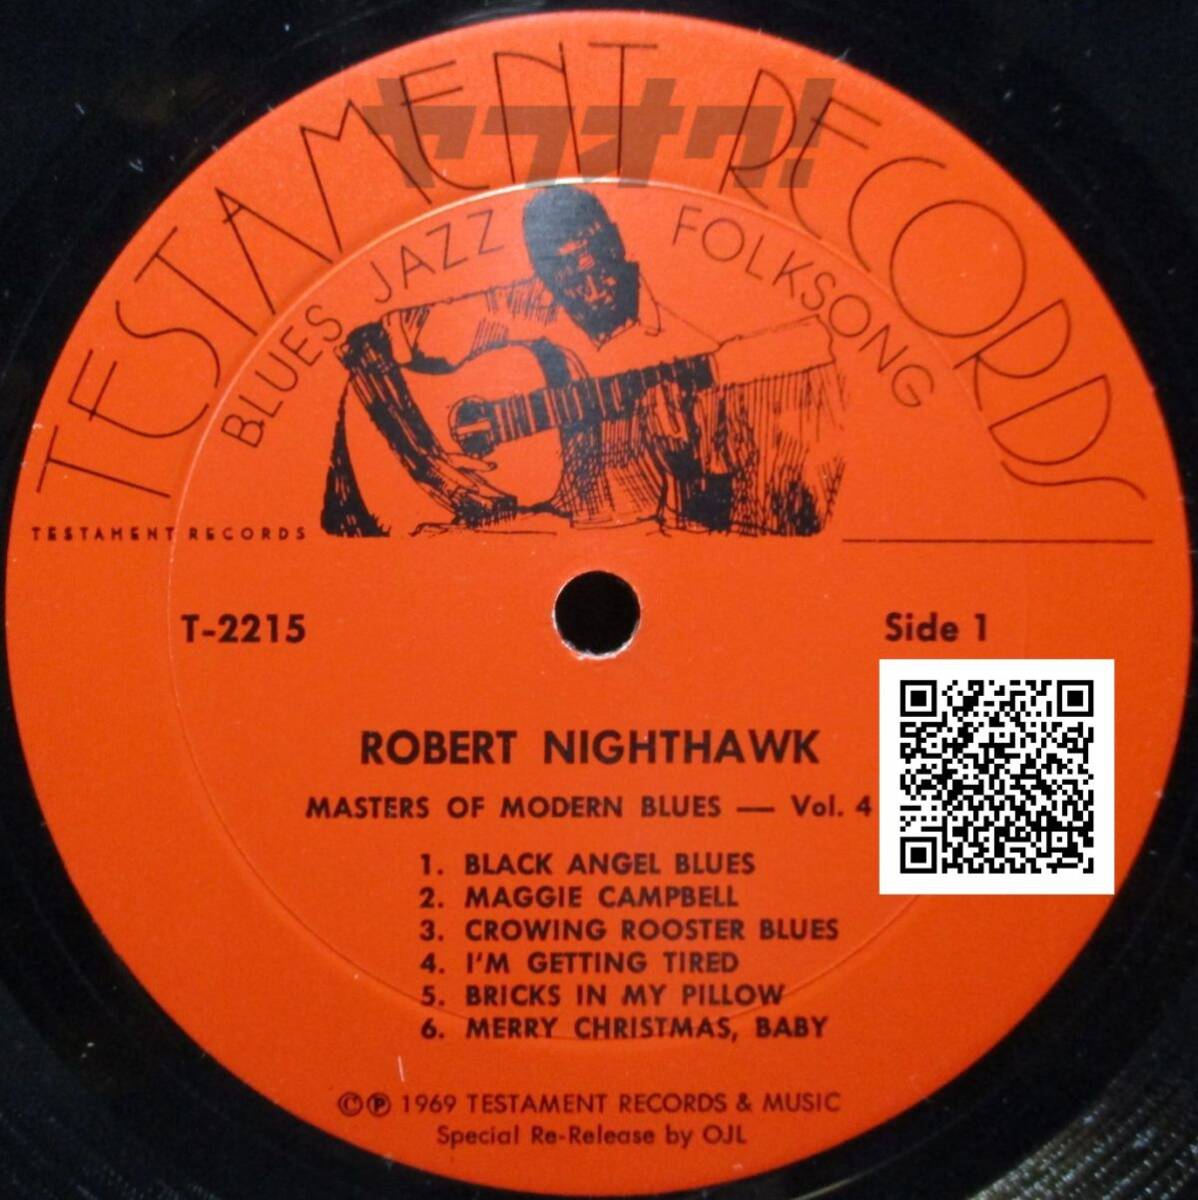 TESTAMENT RECORDS
ヤフオク!
BLUES JAZZ FOLKSONG
TESTAMENT RECORDS
T-2215
Side 1
ROBERT NIGHTHAWK
MASTERS OF MODERN BLUES — Vol. 4
1. BLACK ANGEL BLUES
2. MAGGIE CAMPBELL
3. CROWING ROOSTER BLUES
4. I'M GETTING TIRED
5. BRICKS IN MY PILLOW
6. MERRY CHRISTMAS, BABY
©℗ 1969 TESTAMENT RECORDS & MUSIC
Special Re-Release by OJL